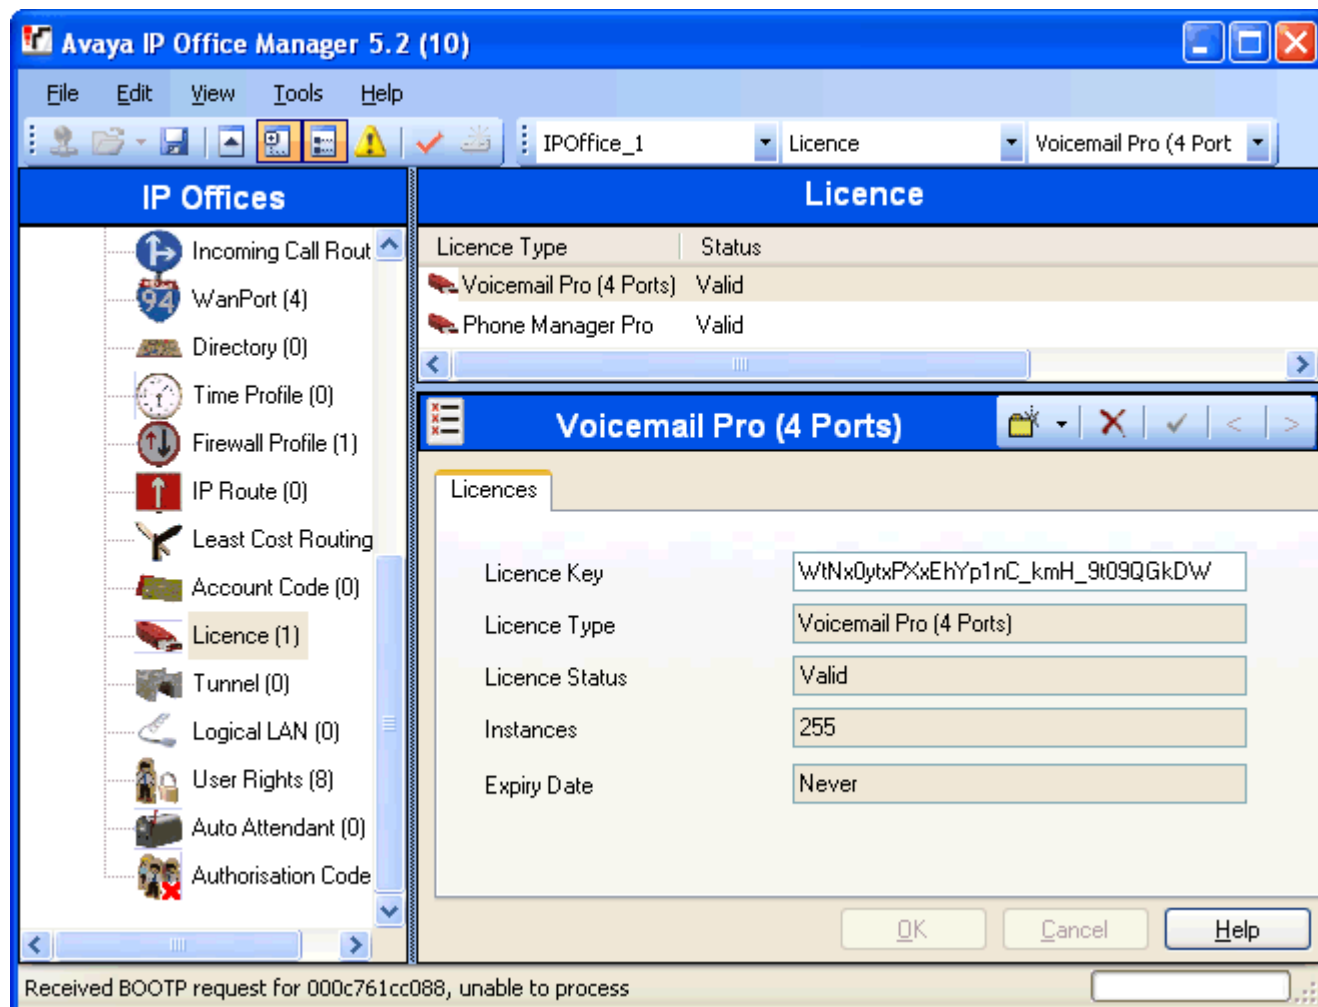 Avaya IP Office Manager 5.2 (10)
File Edit View Tools Help
IPOffice_1 Licence Voicemail Pro (4 Port
IP Offices
Incoming Call Rout
94
WanPort (4)
Directory (0)
Time Profile (0)
Firewall Profile (1)
IP Route (0)
Least Cost Routing
Account Code (0)
Licence (1)
Tunnel (0)
Logical LAN (0)
User Rights (8)
Auto Attendant (0)
Authorisation Code
Licence
Licence Type Status
Voicemail Pro (4 Ports) Valid
Phone Manager Pro Valid
Voicemail Pro (4 Ports)
Licences
Licence Key WtNx0ytxPXxEhYp1nC_kmH_9t09QGkDW
Licence Type Voicemail Pro (4 Ports)
Licence Status Valid
Instances 255
Expiry Date Never
OK Cancel Help
Received BOOTP request for 000c761cc088, unable to process